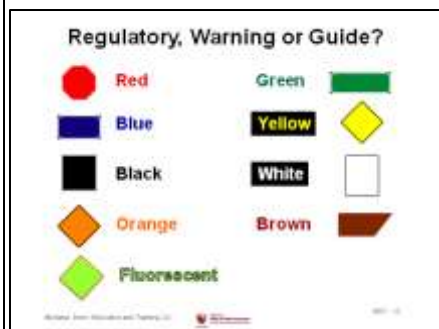 Regulatory, Warning or Guide?
Red
Green
Blue
Yellow
Black
White
Orange
Brown
Fluorescent